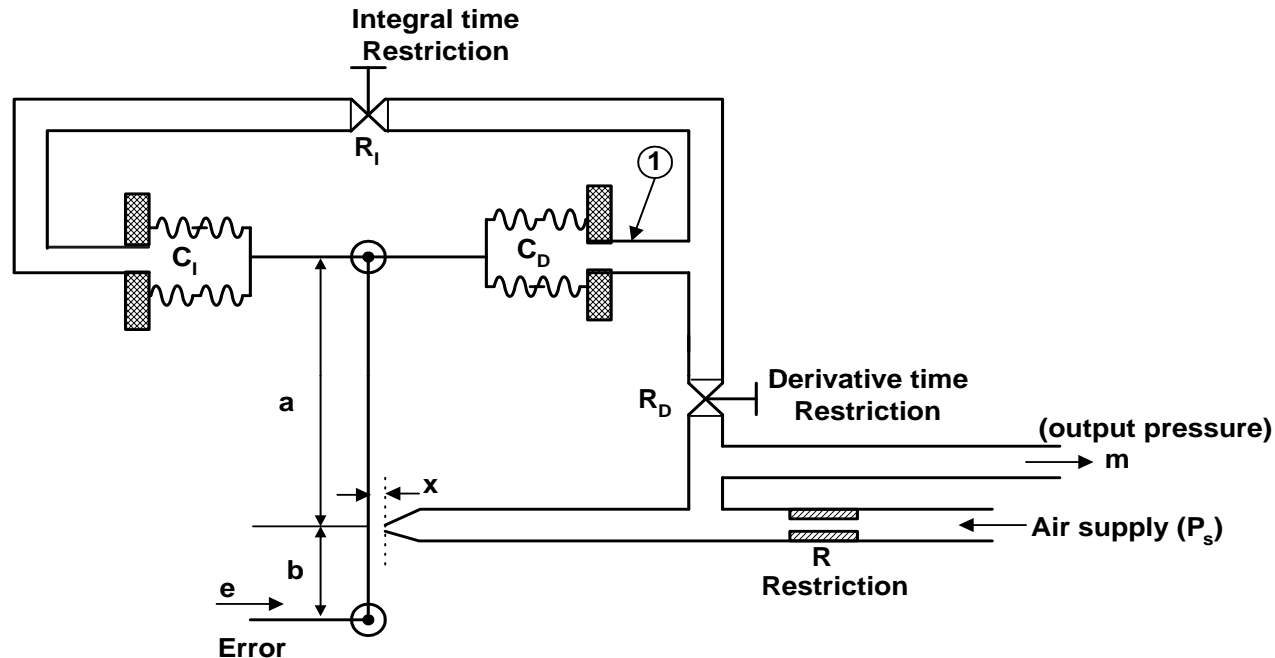 Integral time
Restriction
R_I
1
C_I
C_D
a
R_D
Derivative time
Restriction
(output pressure)
m
x
Air supply (P_s)
b
R
Restriction
e
Error